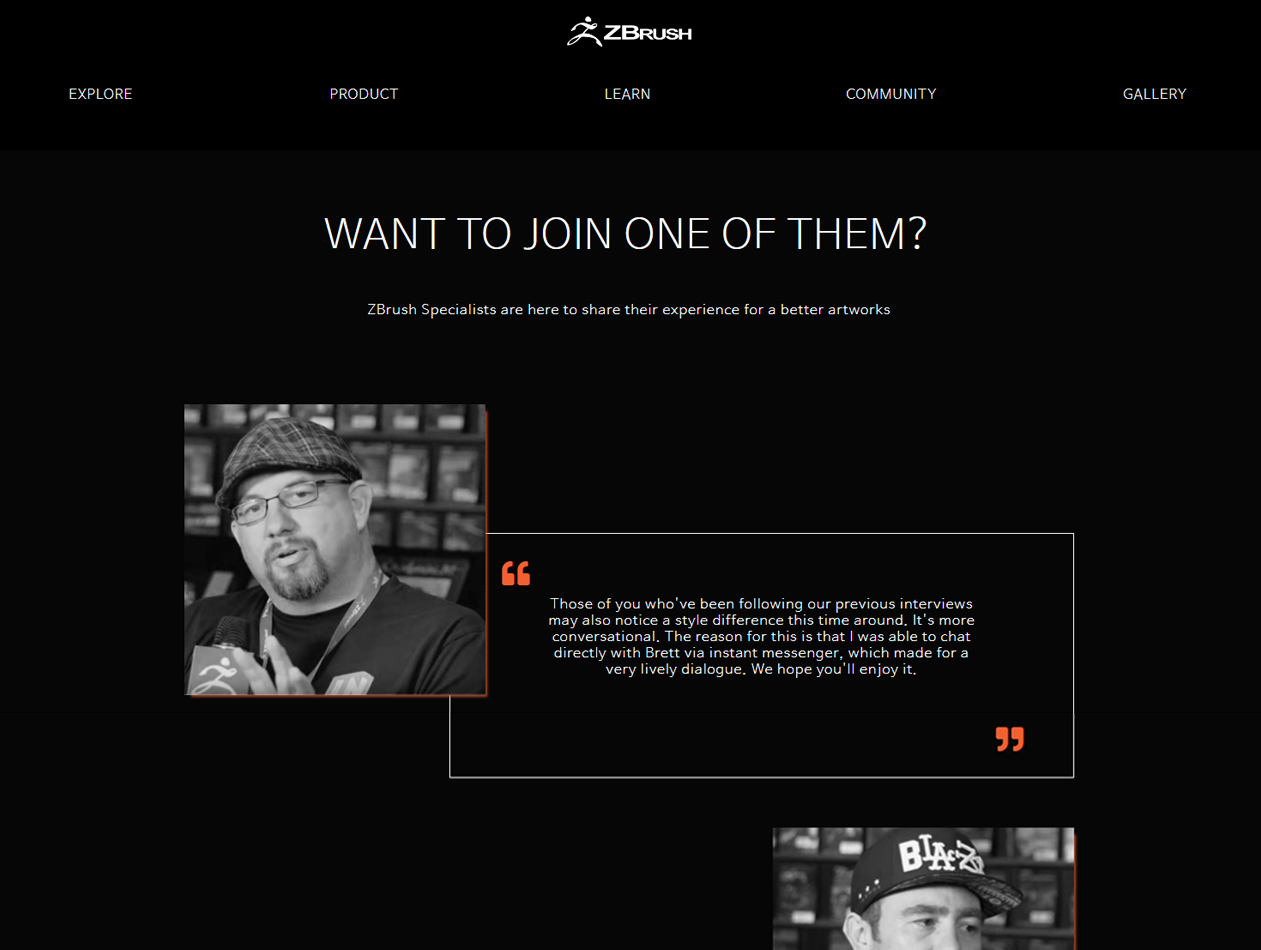 ZBRUSH
EXPLORE
PRODUCT
LEARN
COMMUNITY
GALLERY
WANT TO JOIN ONE OF THEM?
ZBrush Specialists are here to share their experience for a better artworks
“
Those of you who've been following our previous interviews
may also notice a style difference this time around. It's more
conversational. The reason for this is that I was able to chat
directly with Brett via instant messenger, which made for a
very lively dialogue. We hope you'll enjoy it.
”